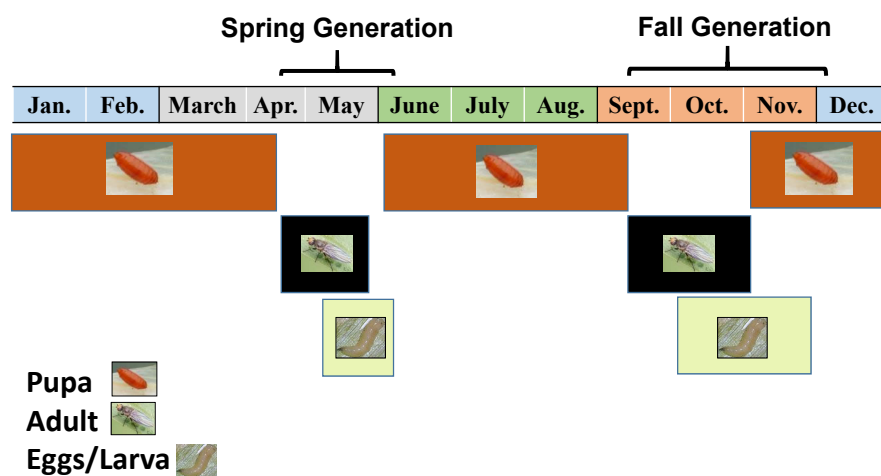 Spring Generation Fall Generation
Jan. Feb. March Apr. May June July Aug. Sept. Oct. Nov. Dec.
Pupa
Adult
Eggs/Larva